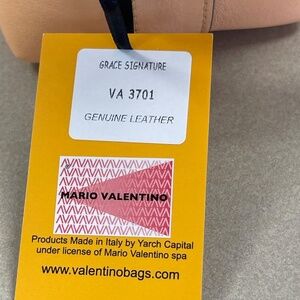 GRACE SIGNATURE
VA 3701
GENUINE LEATHER
MARIO VALENTINO
Products Made in Italy by Yarch Capital
under license of Mario Valentino spa
www.valentinobags.com